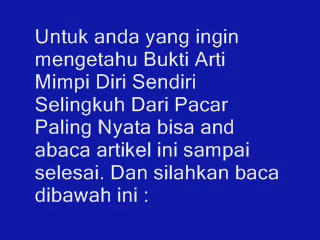 Untuk anda yang ingin
mengetahu Bukti Arti
Mimpi Diri Sendiri
Selingkuh Dari Pacar
Paling Nyata bisa and
abaca artikel ini sampai
selesai. Dan silahkan baca
dibawah ini :